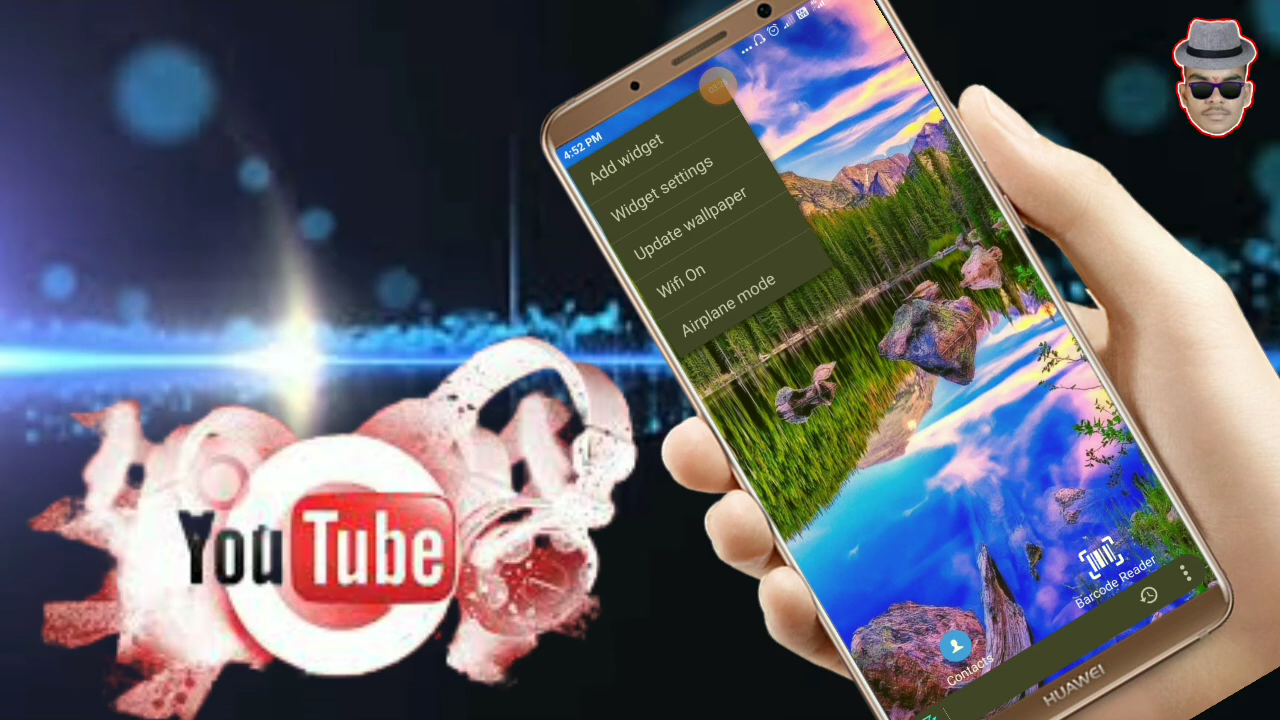 4:52 PM
Add widget
Widget settings
Update wallpaper
Wifi On
Airplane mode
YouTube
Barcode Reader
Contacts
HUAWEI